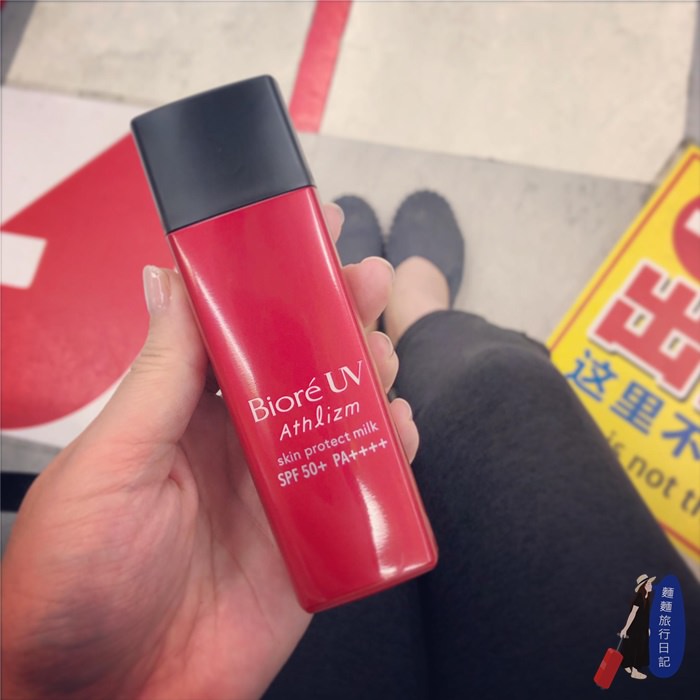 Bioré UV
Athlizm
skin protect milk
SPF 50+ PA++++
出
这里不
is not th
麵麵旅行日記